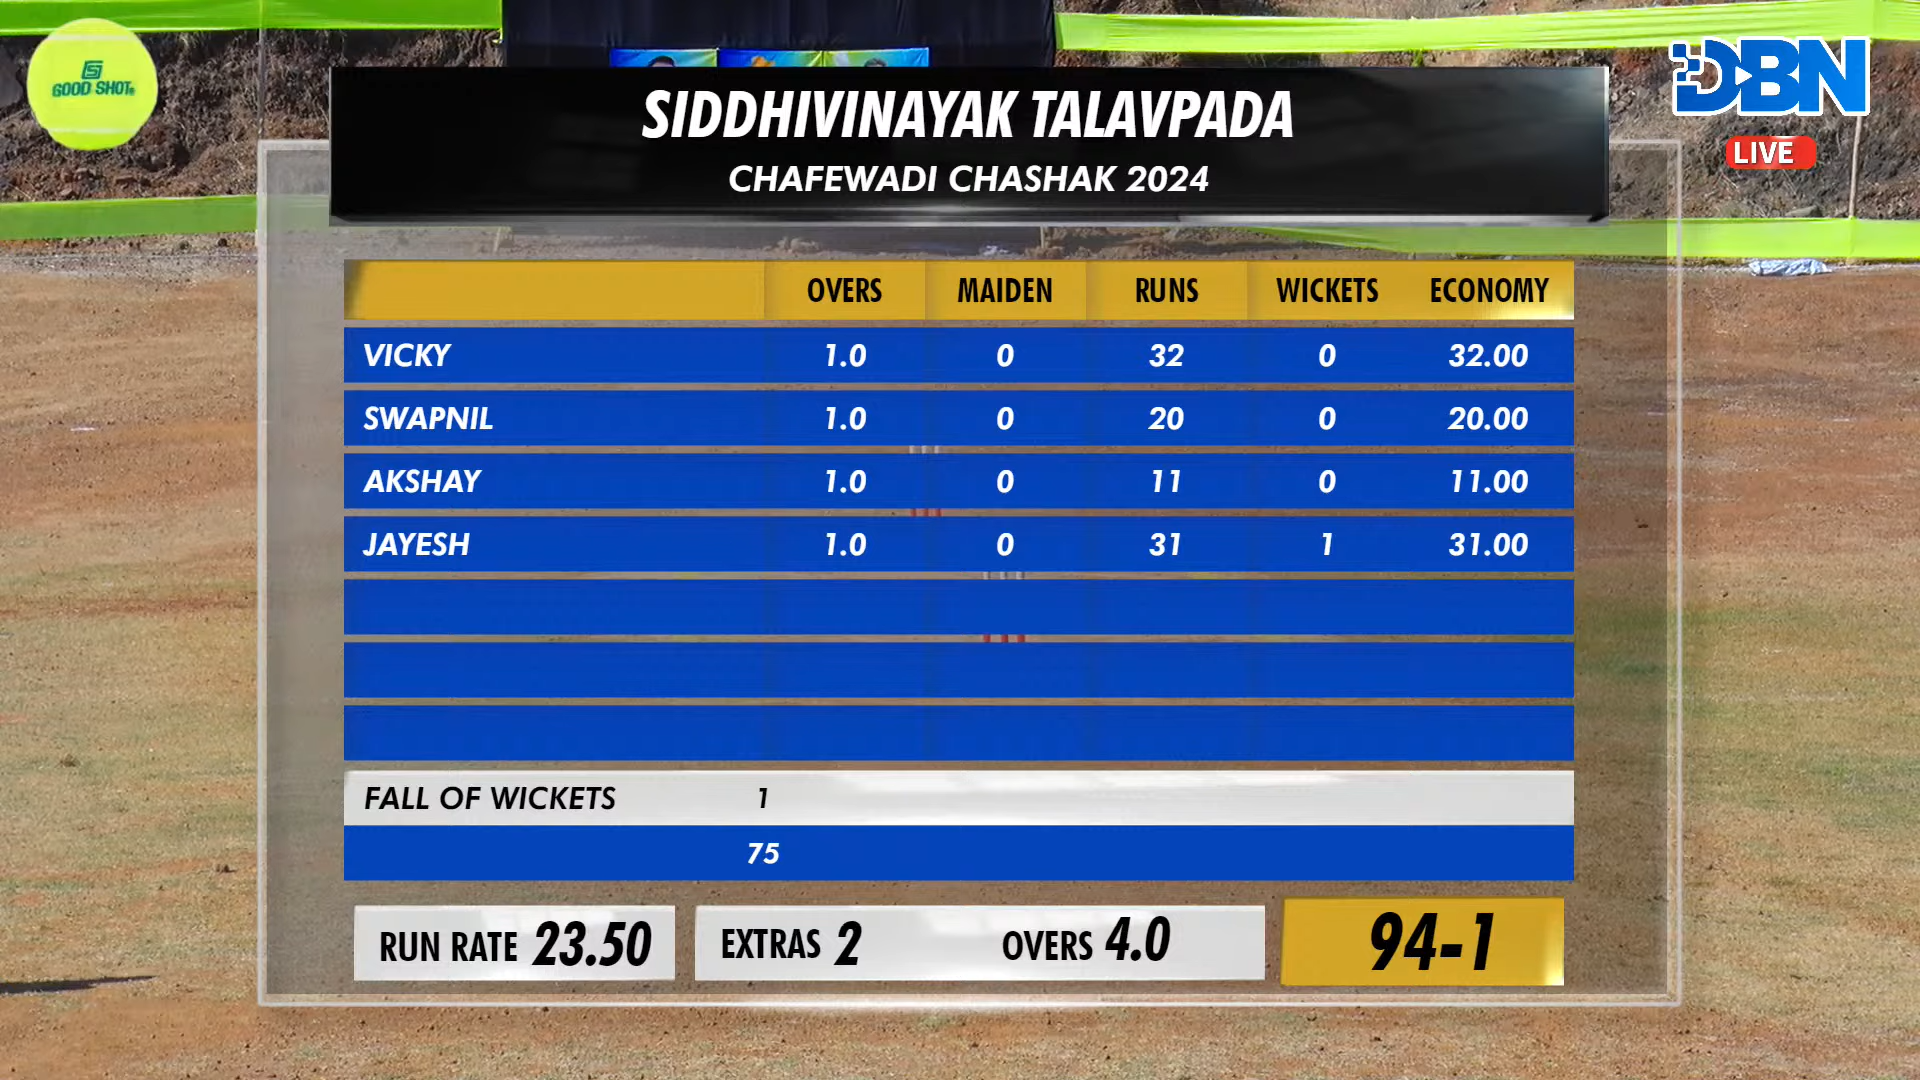 GOOD SHOT
DBN
LIVE
SIDDHIVINAYAK TALAVPADA
CHAFEWADI CHASHAK 2024
OVERS MAIDEN RUNS WICKETS ECONOMY
VICKY 1.0 0 32 0 32.00
SWAPNIL 1.0 0 20 0 20.00
AKSHAY 1.0 0 11 0 11.00
JAYESH 1.0 0 31 1 31.00
FALL OF WICKETS 1
75
RUN RATE 23.50 EXTRAS 2 OVERS 4.0 94-1